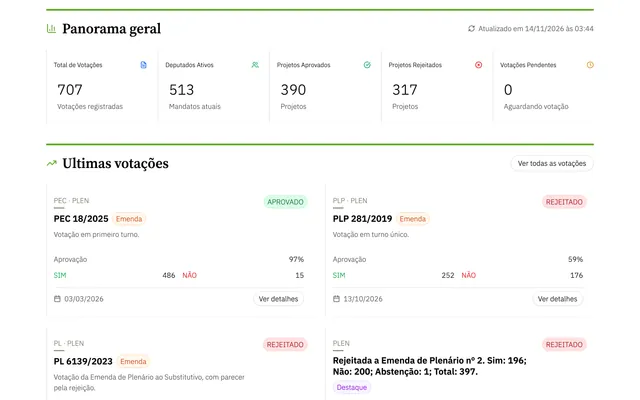 Panorama geral
Atualizado em 14/11/2026 às 03:44
Total de Votações
707
Votações registradas
Deputados Ativos
513
Mandatos atuais
Projetos Aprovados
390
Projetos
Projetos Rejeitados
317
Projetos
Votações Pendentes
0
Aguardando votação
Ultimas votações
Ver todas as votações
PEC · PLEN
APROVADO
PEC 18/2025 Emenda
Votação em primeiro turno.
Aprovação 97%
SIM 486 NÃO 15
03/03/2026 Ver detalhes
PLP · PLEN
REJEITADO
PLP 281/2019 Emenda
Votação em turno único.
Aprovação 59%
SIM 252 NÃO 176
13/10/2026 Ver detalhes
PL · PLEN
REJEITADO
PL 6139/2023 Emenda
Votação da Emenda de Plenário ao Substitutivo, com parecer
pela rejeição.
PLEN
REJEITADO
Rejeitada a Emenda de Plenário nº 2. Sim: 196;
Não: 200; Abstenção: 1; Total: 397.
Destaque